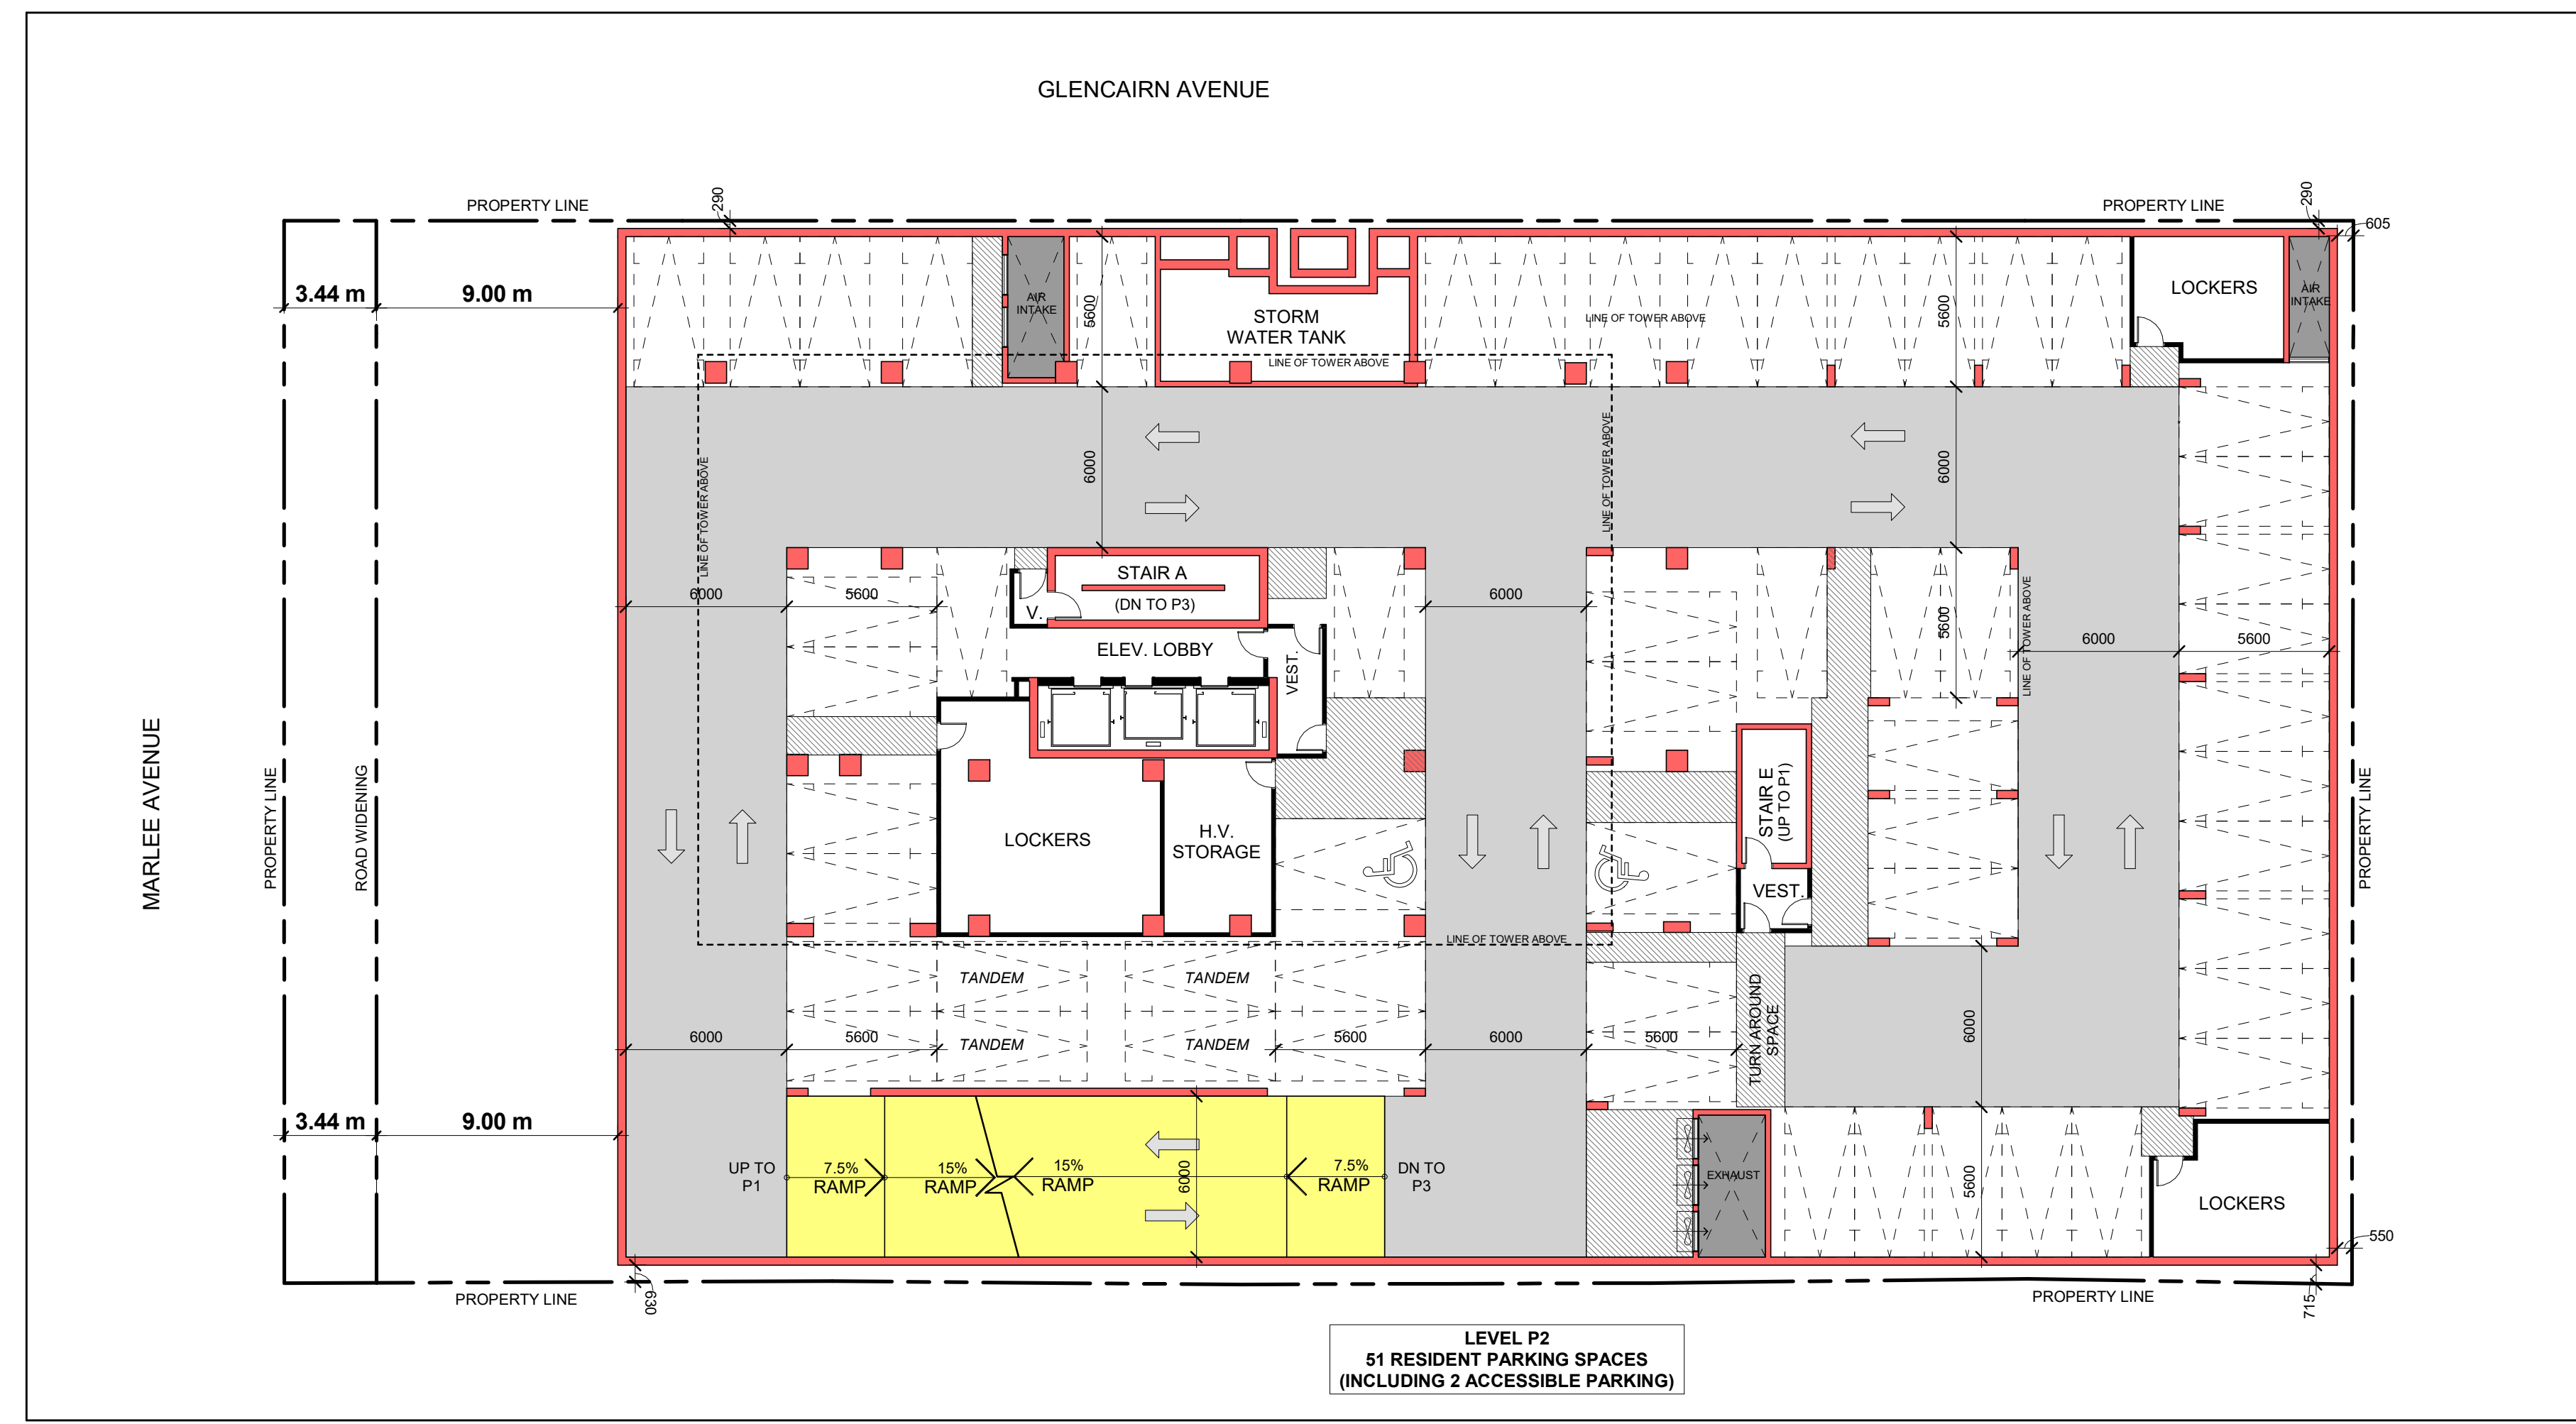 GLENCAIRN AVENUE
PROPERTY LINE
290
PROPERTY LINE
290
605
3.44 m
9.00 m
AIR
INTAKE
5600
STORM
WATER TANK
LINE OF TOWER ABOVE
LINE OF TOWER ABOVE
5600
LOCKERS
AIR
INTAKE
LINE OF TOWER ABOVE
6000
LINE OF TOWER ABOVE
6000
6000
5600
STAIR A
(DN TO P3)
V.
ELEV. LOBBY
VEST.
6000
5600
LINE OF TOWER ABOVE
6000
5600
MARLEE AVENUE
PROPERTY LINE
ROAD WIDENING
LOCKERS
H.V.
STORAGE
STAIR E
(UP TO P1)
VEST.
PROPERTY LINE
LINE OF TOWER ABOVE
TANDEM
TANDEM
TURN AROUND
SPACE
6000
6000
5600
TANDEM
TANDEM
5600
6000
5600
3.44 m
9.00 m
UP TO
P1
7.5%
RAMP
15%
RAMP
15%
RAMP
6000
7.5%
RAMP
DN TO
P3
EXHAUST
5600
LOCKERS
550
PROPERTY LINE
630
PROPERTY LINE
715
LEVEL P2
51 RESIDENT PARKING SPACES
(INCLUDING 2 ACCESSIBLE PARKING)